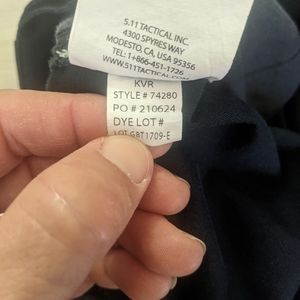 5.11 TACTICAL INC.
4300 SPYRES WAY
MODESTO, CA, USA 95356
TEL: 1+866-451-1726
WWW.511TACTICAL.COM
KVR
STYLE # 74280
PO # 210624
DYE LOT #
LOT GBT1709-E